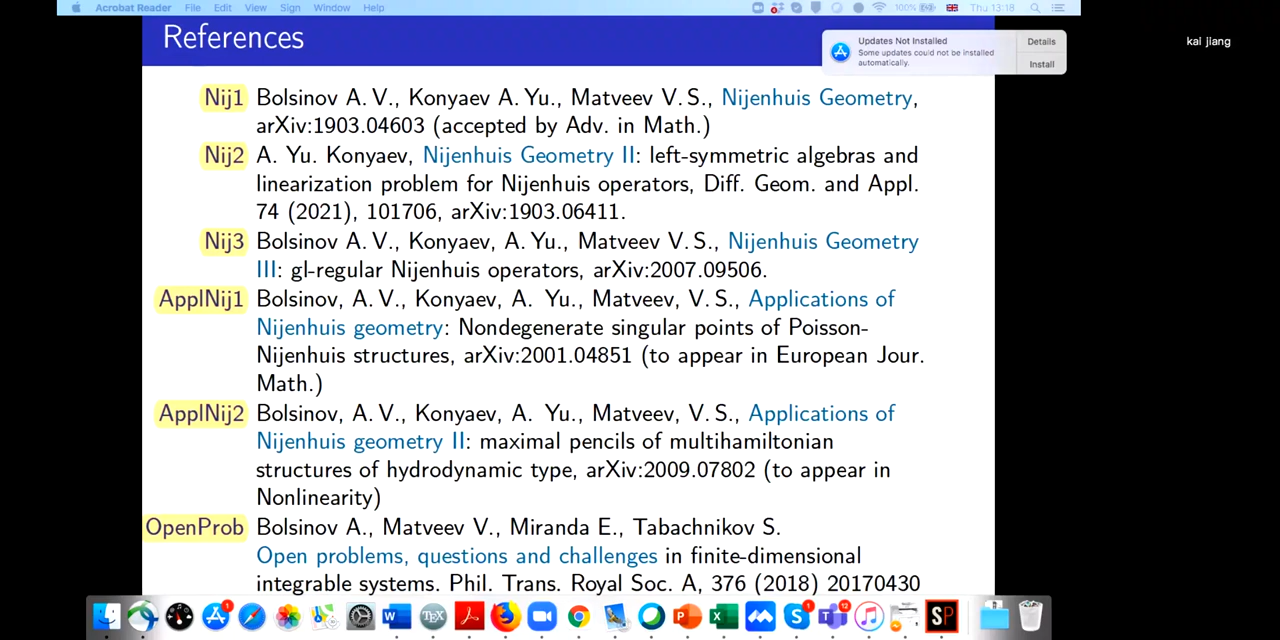 Acrobat Reader File Edit View Sign Window Help 100% Thu 13:18
References
Updates Not Installed
Some updates could not be installed
automatically.
Details
Install
kai jiang
Nij1 Bolsinov A. V., Konyaev A. Yu., Matveev V. S., Nijenhuis Geometry,
arXiv:1903.04603 (accepted by Adv. in Math.)
Nij2 A. Yu. Konyaev, Nijenhuis Geometry II: left-symmetric algebras and
linearization problem for Nijenhuis operators, Diff. Geom. and Appl.
74 (2021), 101706, arXiv:1903.06411.
Nij3 Bolsinov A. V., Konyaev, A. Yu., Matveev V. S., Nijenhuis Geometry
III: gl-regular Nijenhuis operators, arXiv:2007.09506.
ApplNij1 Bolsinov, A. V., Konyaev, A. Yu., Matveev, V. S., Applications of
Nijenhuis geometry: Nondegenerate singular points of Poisson-
Nijenhuis structures, arXiv:2001.04851 (to appear in European Jour.
Math.)
ApplNij2 Bolsinov, A. V., Konyaev, A. Yu., Matveev, V. S., Applications of
Nijenhuis geometry II: maximal pencils of multihamiltonian
structures of hydrodynamic type, arXiv:2009.07802 (to appear in
Nonlinearity)
OpenProb Bolsinov A., Matveev V., Miranda E., Tabachnikov S.
Open problems, questions and challenges in finite-dimensional
integrable systems. Phil. Trans. Royal Soc. A, 376 (2018) 20170430